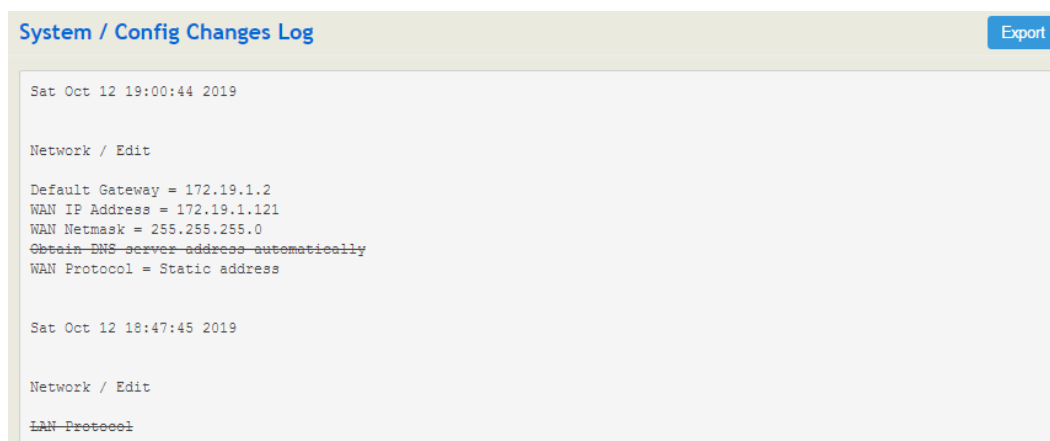 System / Config Changes Log
Export
Sat Oct 12 19:00:44 2019
Network / Edit
Default Gateway = 172.19.1.2
WAN IP Address = 172.19.1.121
WAN Netmask = 255.255.255.0
Obtain DNS server address automatically
WAN Protocol = Static address
Sat Oct 12 18:47:45 2019
Network / Edit
LAN Protocol